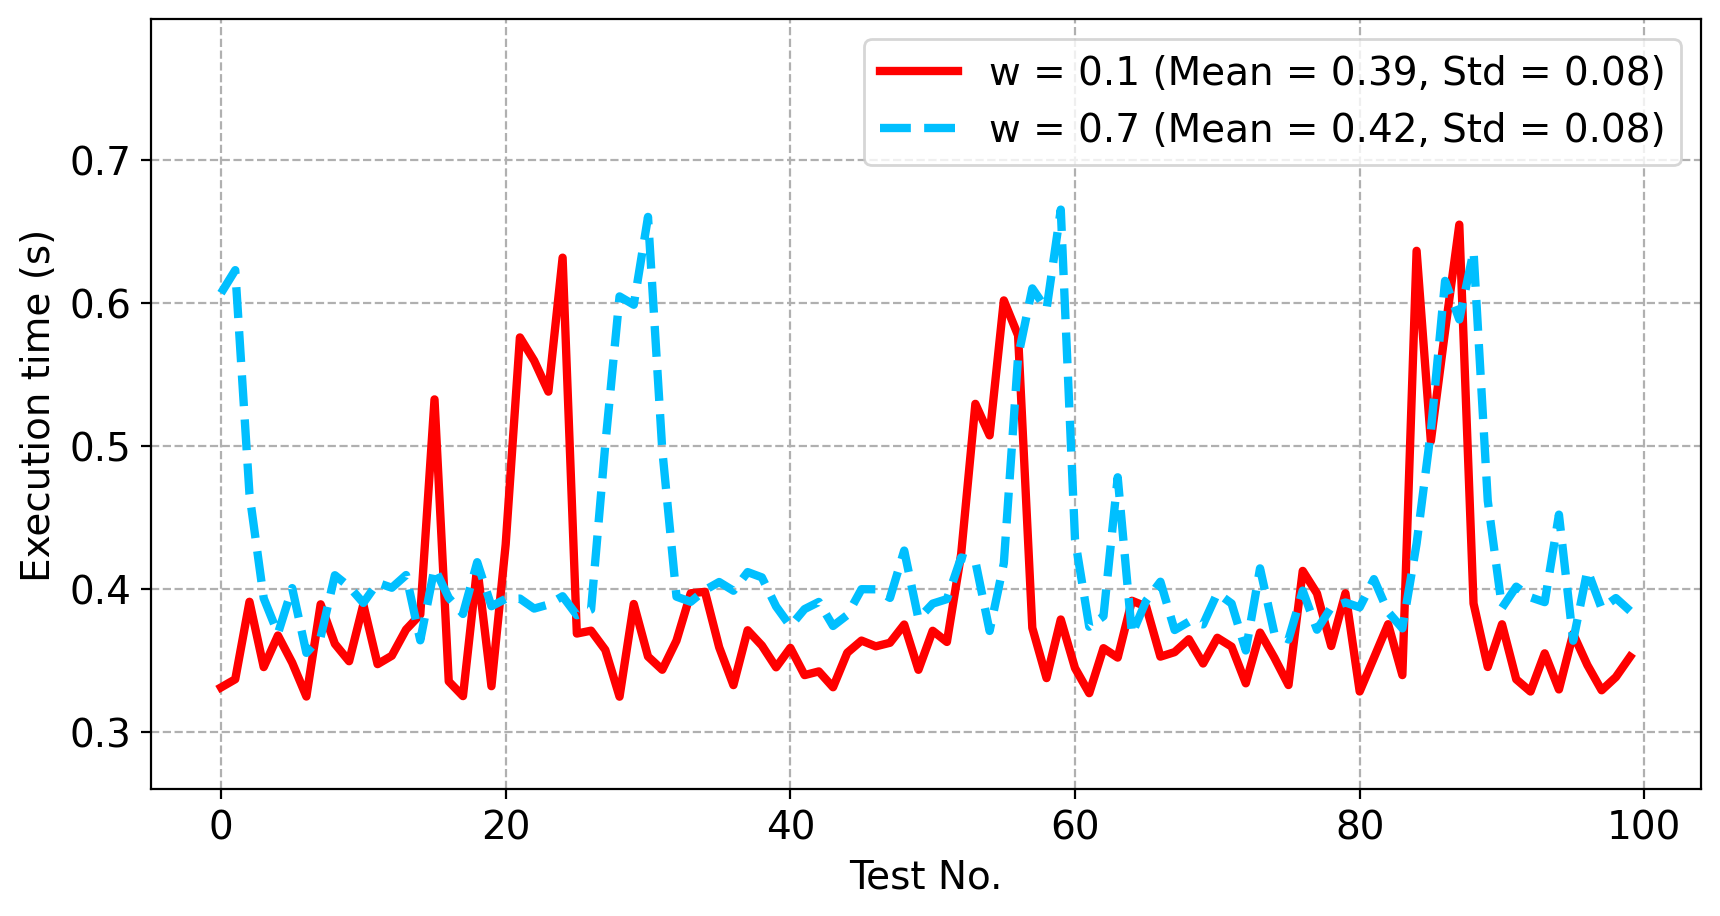 w = 0.1 (Mean = 0.39, Std = 0.08)
w = 0.7 (Mean = 0.42, Std = 0.08)
Execution time (s)
0.7
0.6
0.5
0.4
0.3
0 20 40 60 80 100
Test No.